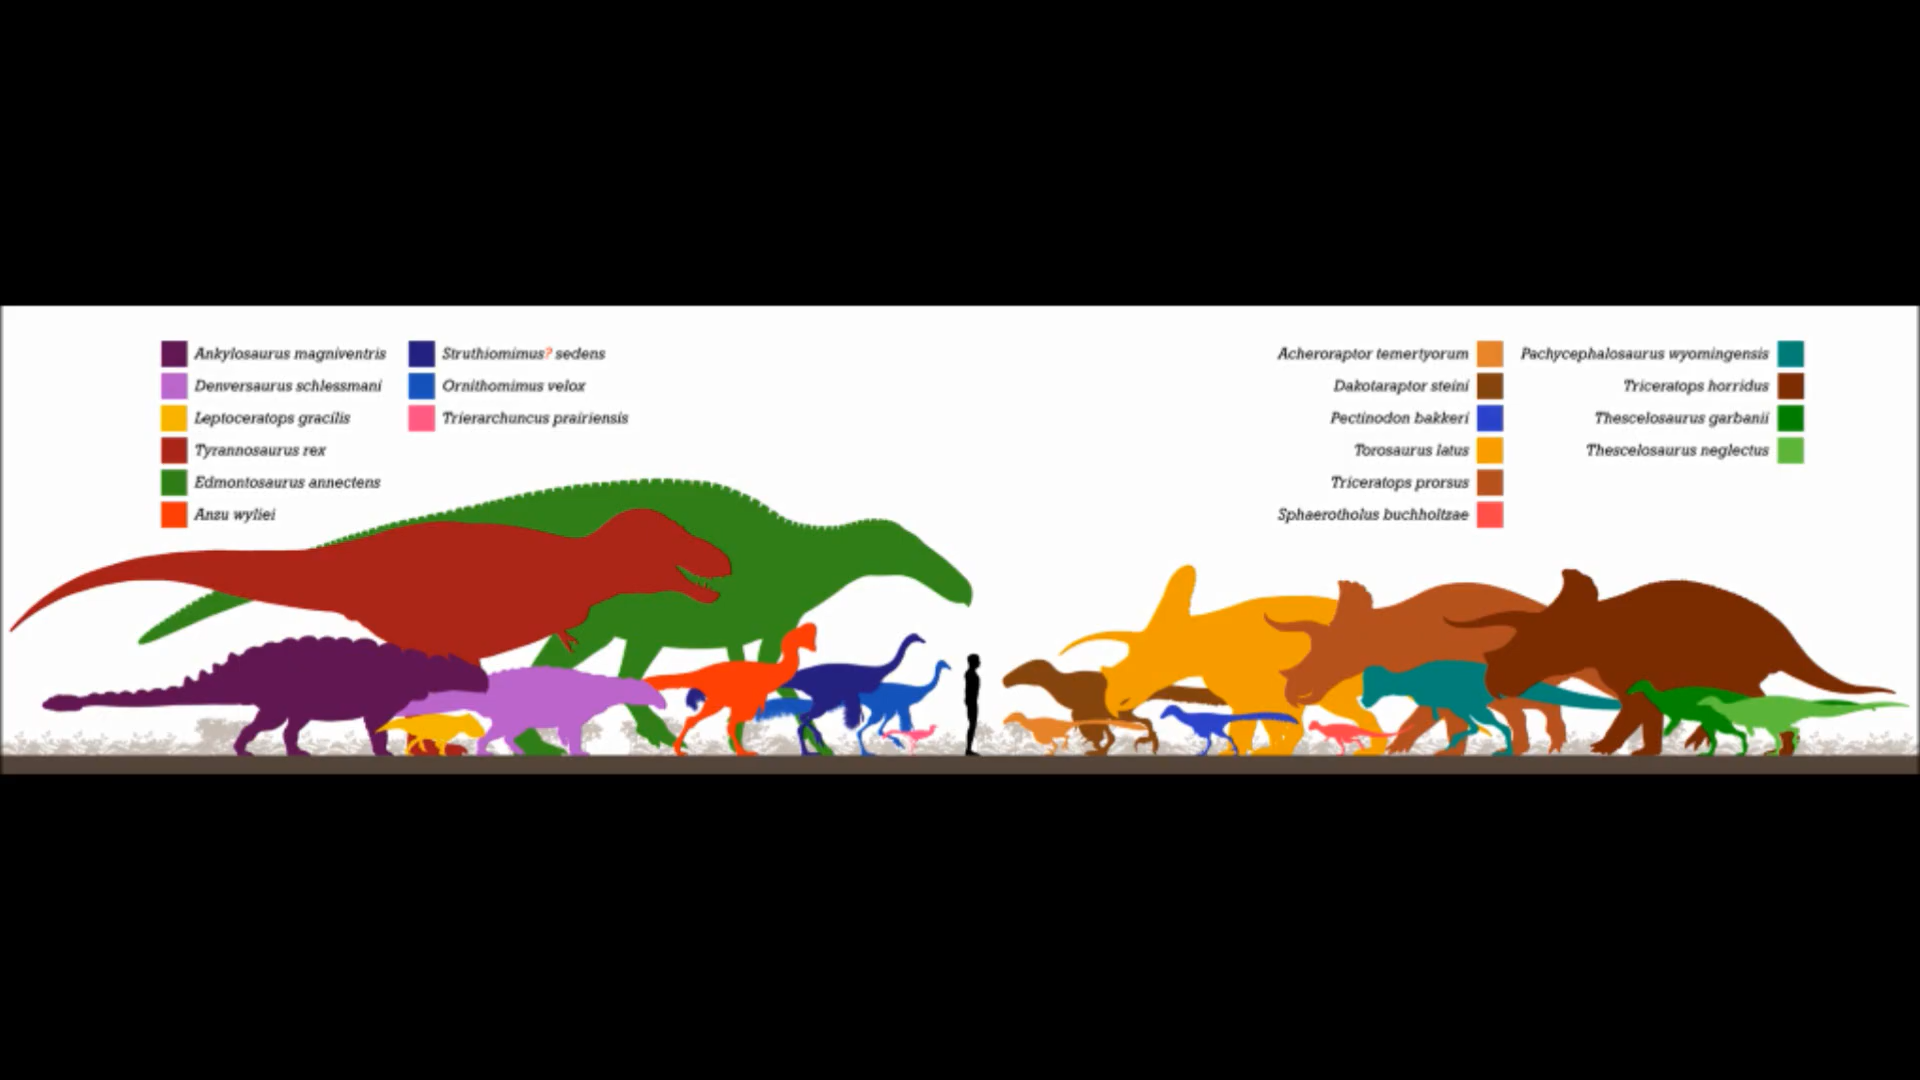 Ankylosaurus magniventris
Denversaurus schlessmani
Leptoceratops gracilis
Tyrannosaurus rex
Edmontosaurus annectens
Anzu wyliei
Struthiomimus? sedens
Ornithomimus velox
Trierarchuncus prairiensis
Acheroraptor temertyorum
Dakotaraptor steini
Pectinodon bakkeri
Torosaurus latus
Triceratops prorsus
Sphaerotholus buchholtzae
Pachycephalosaurus wyomingensis
Triceratops horridus
Thescelosaurus garbanii
Thescelosaurus neglectus